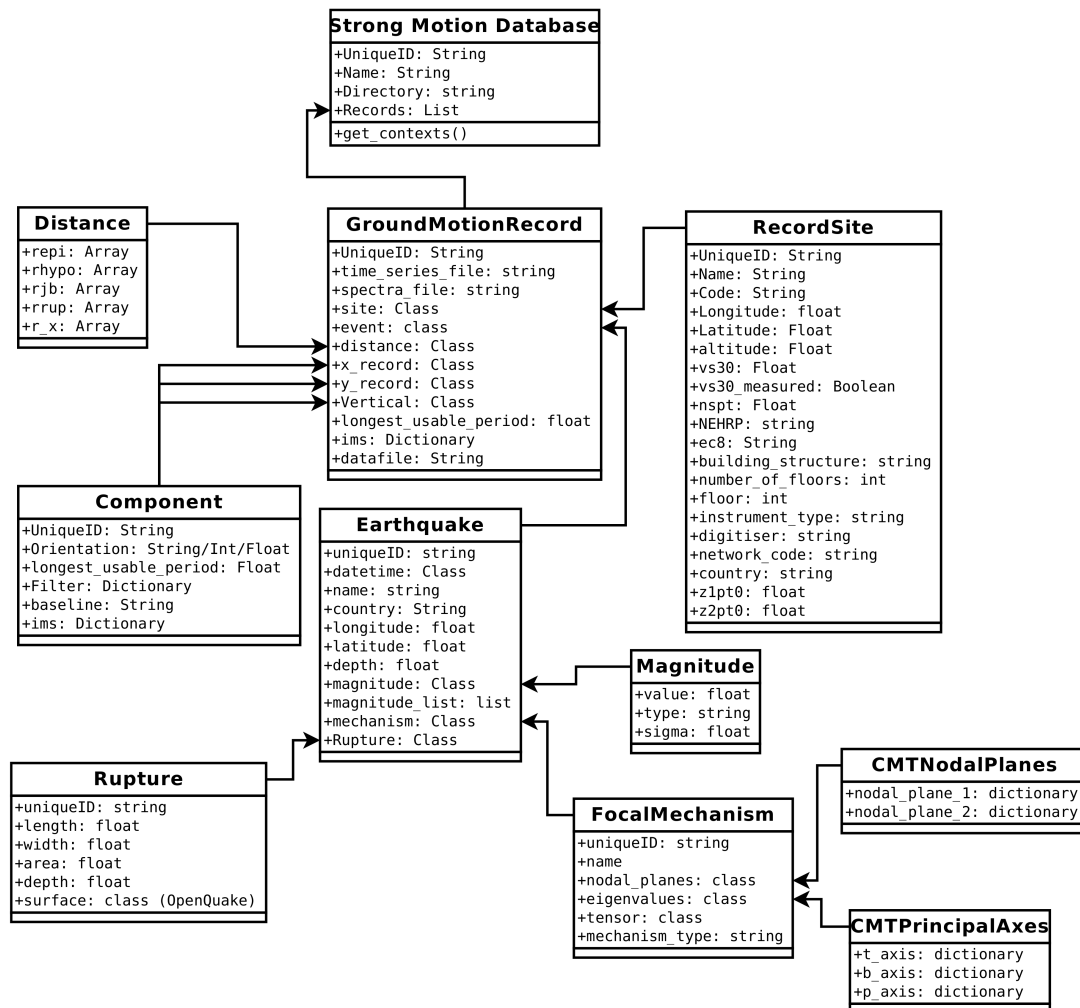 Strong Motion Database
+UniqueID: String
+Name: String
+Directory: string
+Records: List
+get_contexts()
Distance
+repi: Array
+rhypo: Array
+rjb: Array
+rrup: Array
+r_x: Array
GroundMotionRecord
+UniqueID: String
+time_series_file: string
+spectra_file: string
+site: Class
+event: class
+distance: Class
+x_record: Class
+y_record: Class
+Vertical: Class
+longest_usable_period: float
+ims: Dictionary
+datafile: String
RecordSite
+UniqueID: String
+Name: String
+Code: String
+Longitude: float
+Latitude: Float
+altitude: Float
+vs30: Float
+vs30_measured: Boolean
+nspt: Float
+NEHRP: string
+ec8: String
+building_structure: string
+number_of_floors: int
+floor: int
+instrument_type: string
+digitiser: string
+network_code: string
+country: string
+z1pt0: float
+z2pt0: float
Component
+UniqueID: String
+Orientation: String/Int/Float
+longest_usable_period: Float
+Filter: Dictionary
+baseline: String
+ims: Dictionary
Earthquake
+uniqueID: string
+datetime: Class
+name: string
+country: String
+longitude: float
+latitude: float
+depth: float
+magnitude: Class
+magnitude_list: list
+mechanism: Class
+Rupture: Class
Magnitude
+value: float
+type: string
+sigma: float
Rupture
+uniqueID: string
+length: float
+width: float
+area: float
+depth: float
+surface: class (OpenQuake)
FocalMechanism
+uniqueID: string
+name
+nodal_planes: class
+eigenvalues: class
+tensor: class
+mechanism_type: string
CMTNodalPlanes
+nodal_plane_1: dictionary
+nodal_plane_2: dictionary
CMTPrincipalAxes
+t_axis: dictionary
+b_axis: dictionary
+p_axis: dictionary